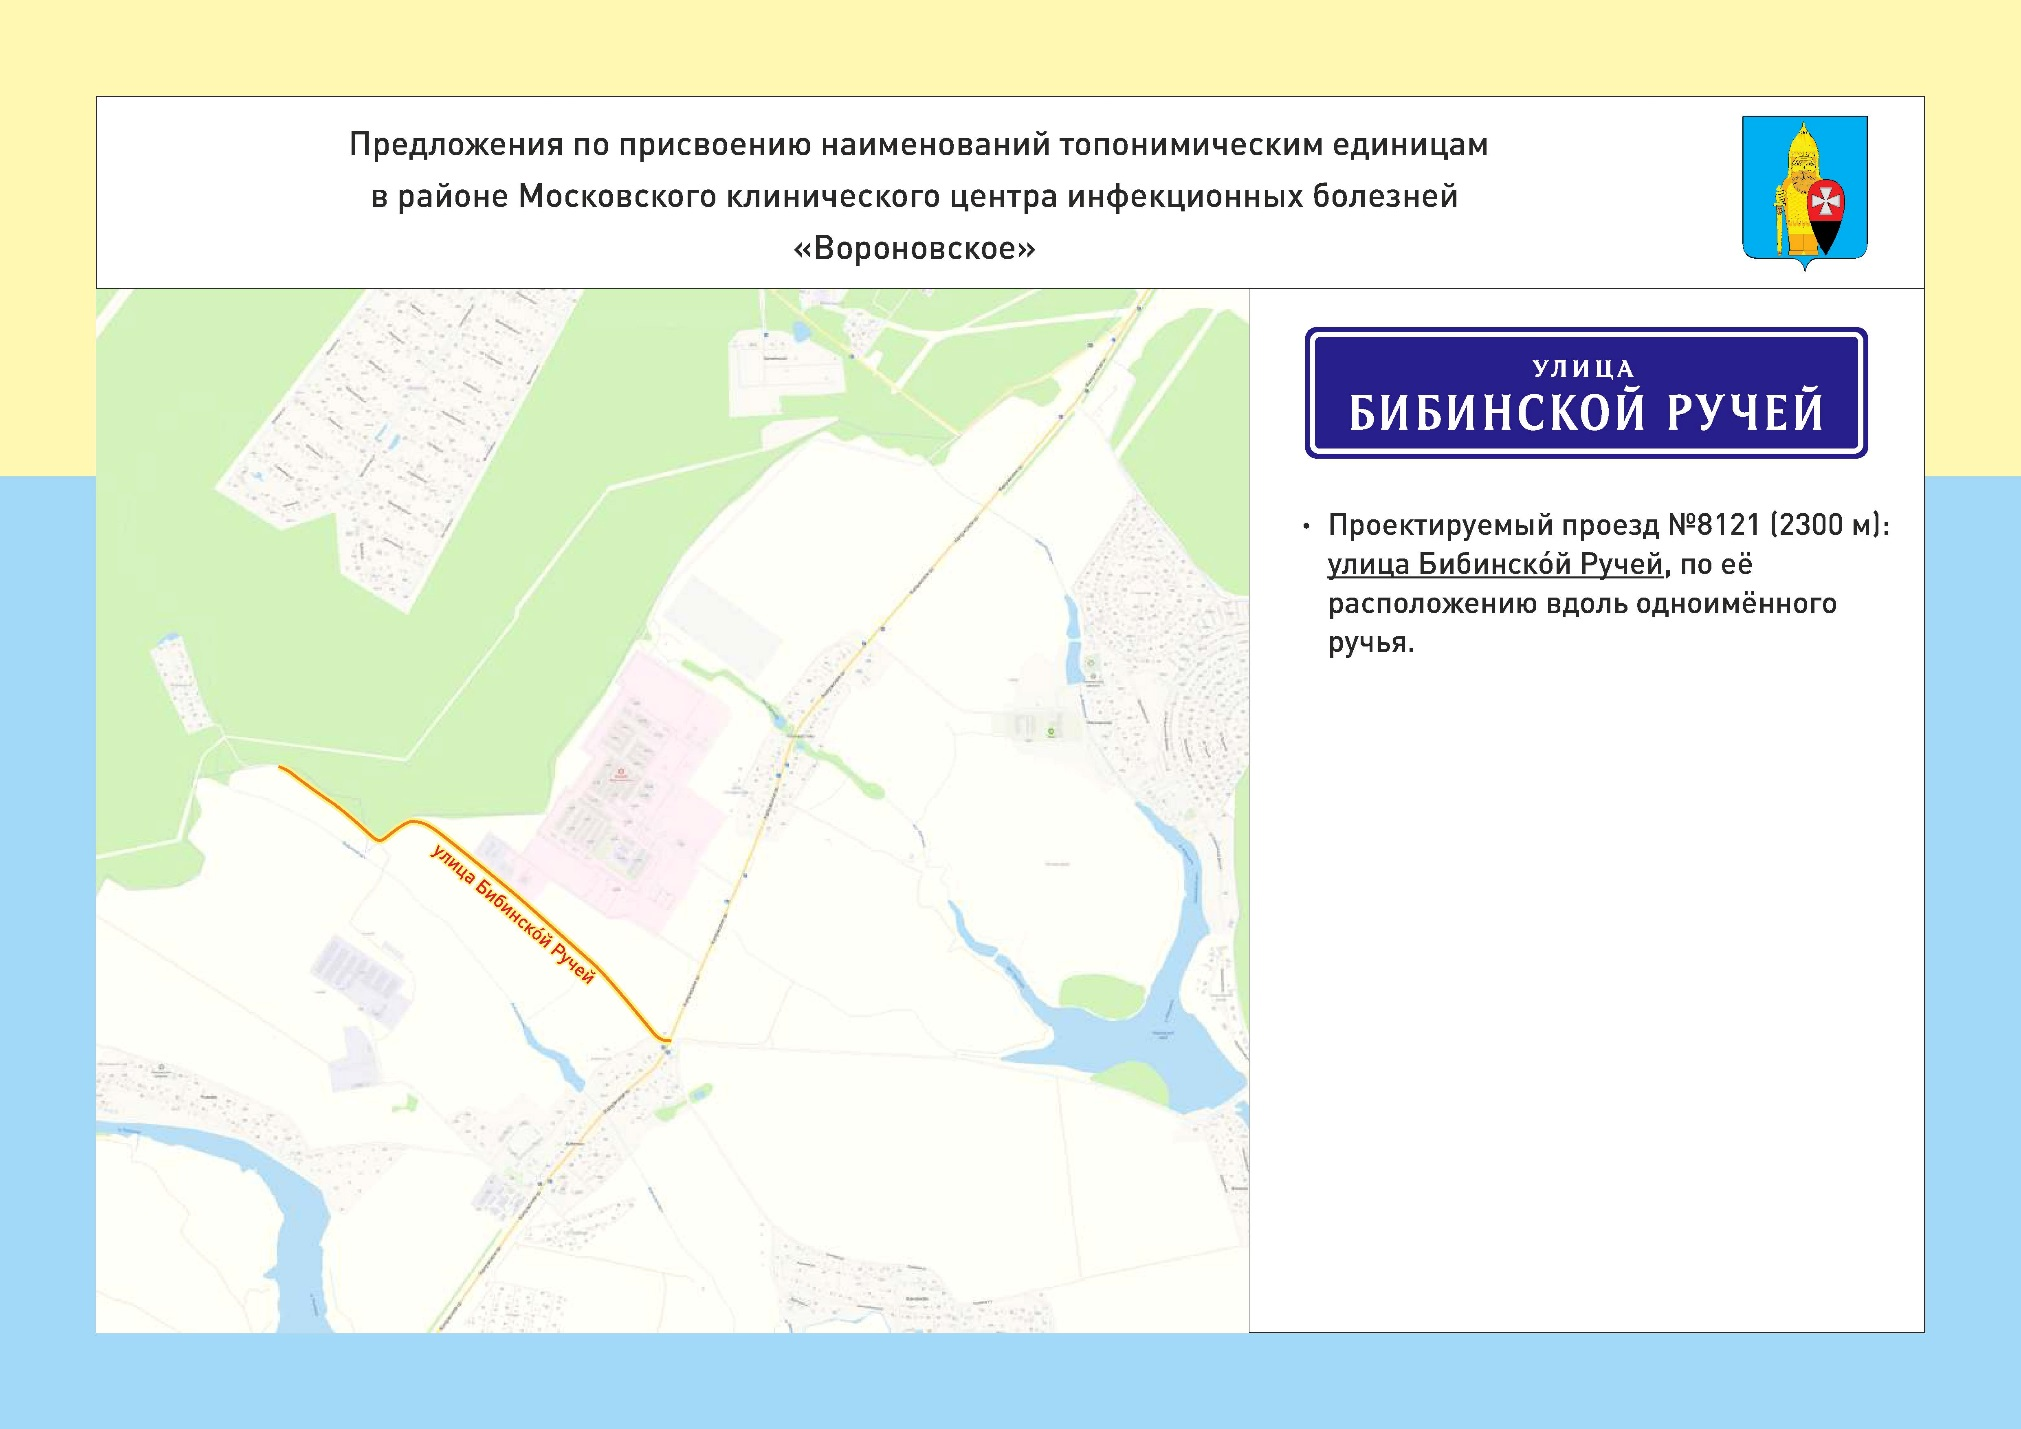 Предложения по присвоению наименований топонимическим единицам
в районе Московского клинического центра инфекционных болезней
«Вороновское»
УЛИЦА
БИБИНСКОЙ РУЧЕЙ
• Проектируемый проезд №8121 (2300 м):
улица Бибинско́й Ручей, по её
расположению вдоль одноимённого
ручья.
улица Бибинско́й Ручей